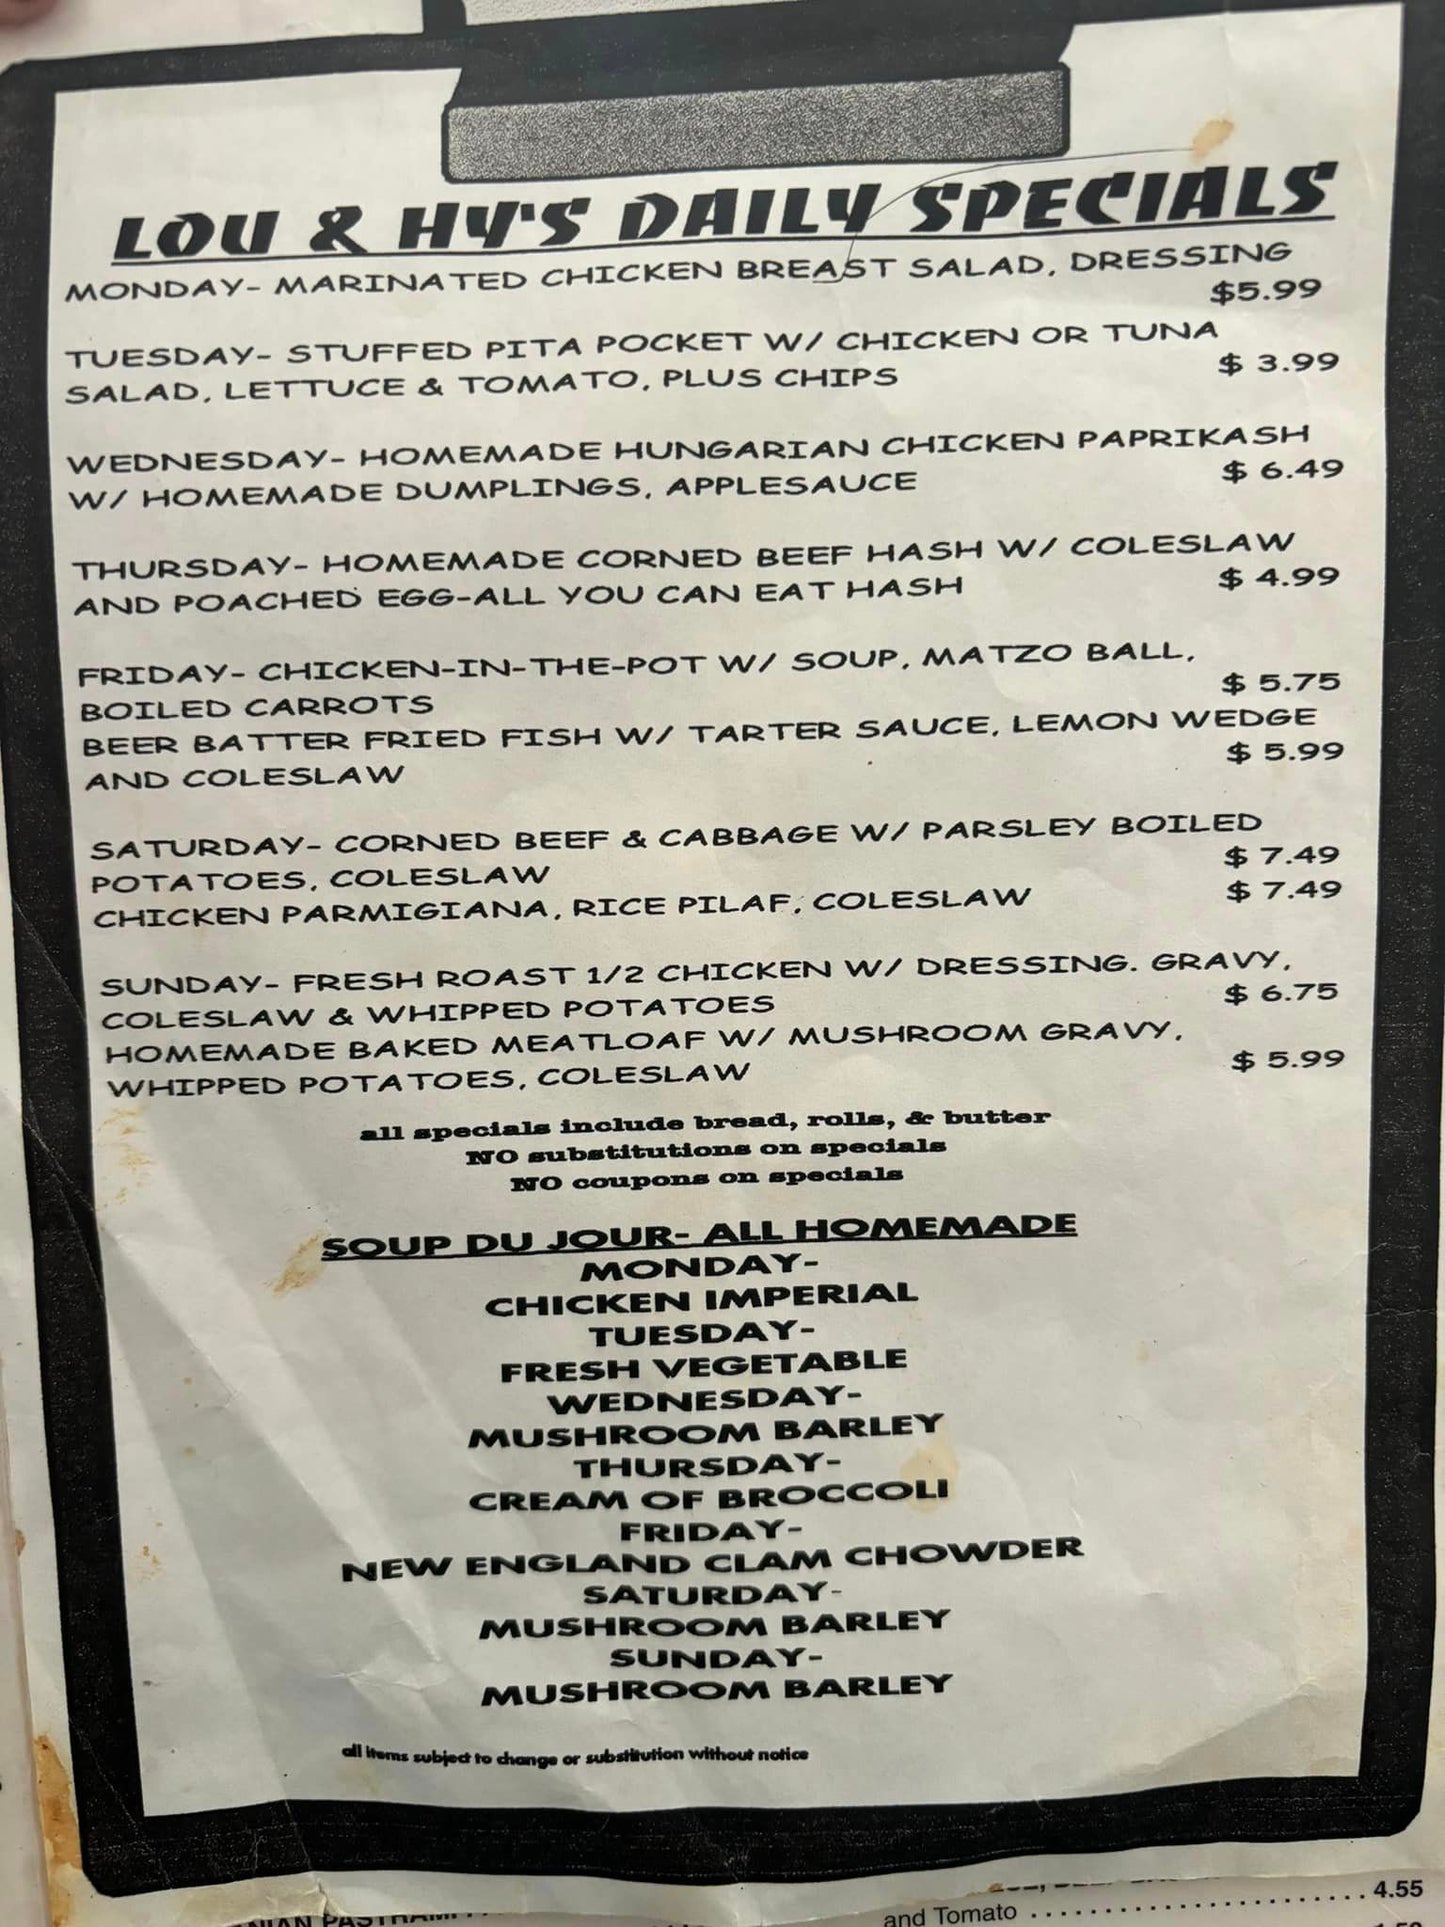 LOU & HY'S DAILY SPECIALS
MONDAY- MARINATED CHICKEN BREAST SALAD, DRESSING
$5.99
TUESDAY- STUFFED PITA POCKET W/ CHICKEN OR TUNA
SALAD, LETTUCE & TOMATO, PLUS CHIPS $ 3.99
WEDNESDAY- HOMEMADE HUNGARIAN CHICKEN PAPRIKASH
W/ HOMEMADE DUMPLINGS, APPLESAUCE $ 6.49
THURSDAY- HOMEMADE CORNED BEEF HASH W/ COLESLAW
AND POACHED EGG-ALL YOU CAN EAT HASH $ 4.99
FRIDAY- CHICKEN-IN-THE-POT W/ SOUP, MATZO BALL,
BOILED CARROTS $ 5.75
BEER BATTER FRIED FISH W/ TARTER SAUCE, LEMON WEDGE
AND COLESLAW $ 5.99
SATURDAY- CORNED BEEF & CABBAGE W/ PARSLEY BOILED
POTATOES, COLESLAW $ 7.49
CHICKEN PARMIGIANA, RICE PILAF, COLESLAW $ 7.49
SUNDAY- FRESH ROAST 1/2 CHICKEN W/ DRESSING. GRAVY,
COLESLAW & WHIPPED POTATOES $ 6.75
HOMEMADE BAKED MEATLOAF W/ MUSHROOM GRAVY,
WHIPPED POTATOES, COLESLAW $ 5.99
all specials include bread, rolls, & butter
NO substitutions on specials
NO coupons on specials
SOUP DU JOUR- ALL HOMEMADE
MONDAY-
CHICKEN IMPERIAL
TUESDAY-
FRESH VEGETABLE
WEDNESDAY-
MUSHROOM BARLEY
THURSDAY-
CREAM OF BROCCOLI
FRIDAY-
NEW ENGLAND CLAM CHOWDER
SATURDAY-
MUSHROOM BARLEY
SUNDAY-
MUSHROOM BARLEY
all items subject to change or substitution without notice
and Tomato 4.55